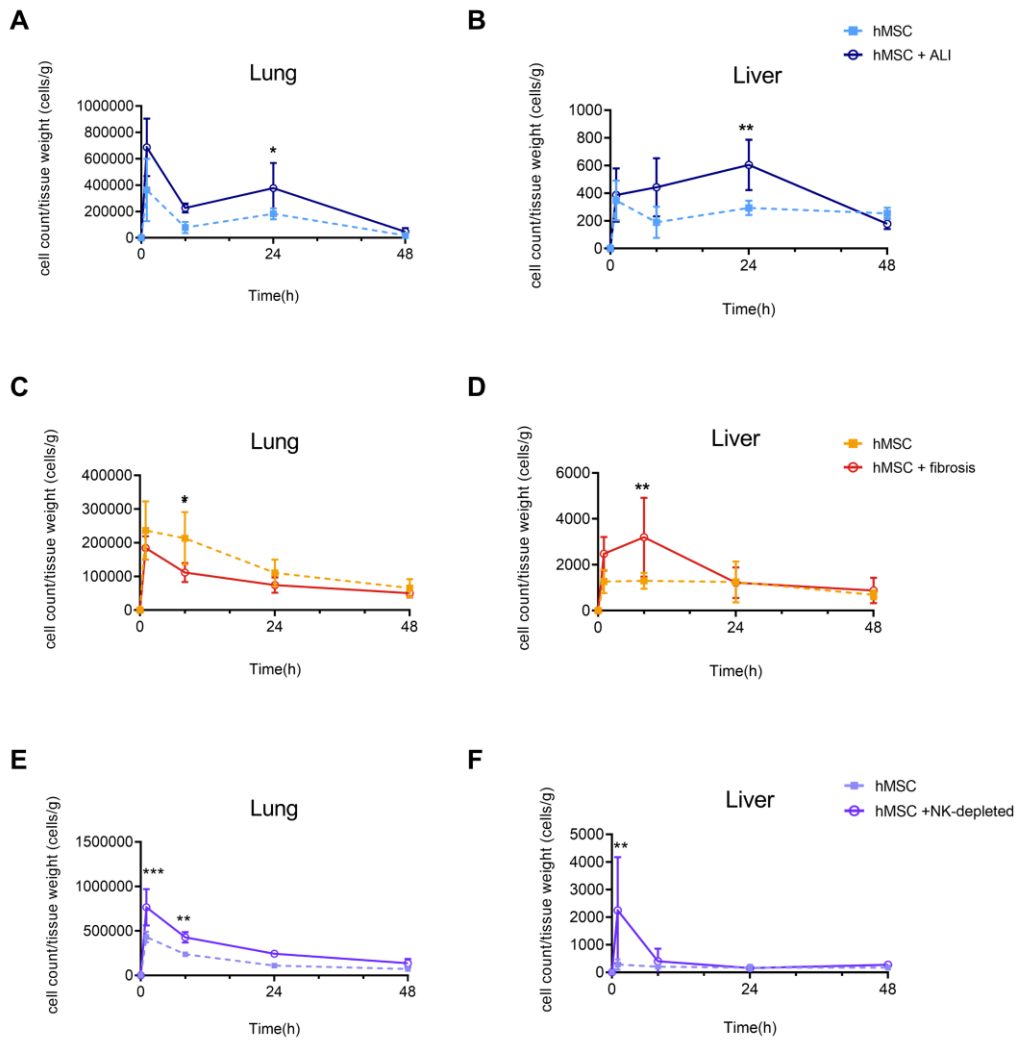 A
Lung
cell count/tissue weight (cells/g)
1000000
800000
600000
400000
200000
0
*
0
24
48
Time(h)
B
Liver
hMSC
hMSC + ALI
cell count/tissue weight (cells/g)
1000
800
600
400
200
0
**
0
24
48
Time(h)
C
Lung
cell count/tissue weight (cells/g)
400000
300000
200000
100000
0
*
0
24
48
Time(h)
D
Liver
hMSC
hMSC + fibrosis
cell count/tissue weight (cells/g)
6000
4000
2000
0
**
0
24
48
Time(h)
E
Lung
cell count/tissue weight (cells/g)
1500000
1000000
500000
0
***
**
0
24
48
Time(h)
F
Liver
hMSC
hMSC +NK-depleted
cell count/tissue weight (cells/g)
5000
4000
3000
2000
1000
0
**
0
24
48
Time(h)